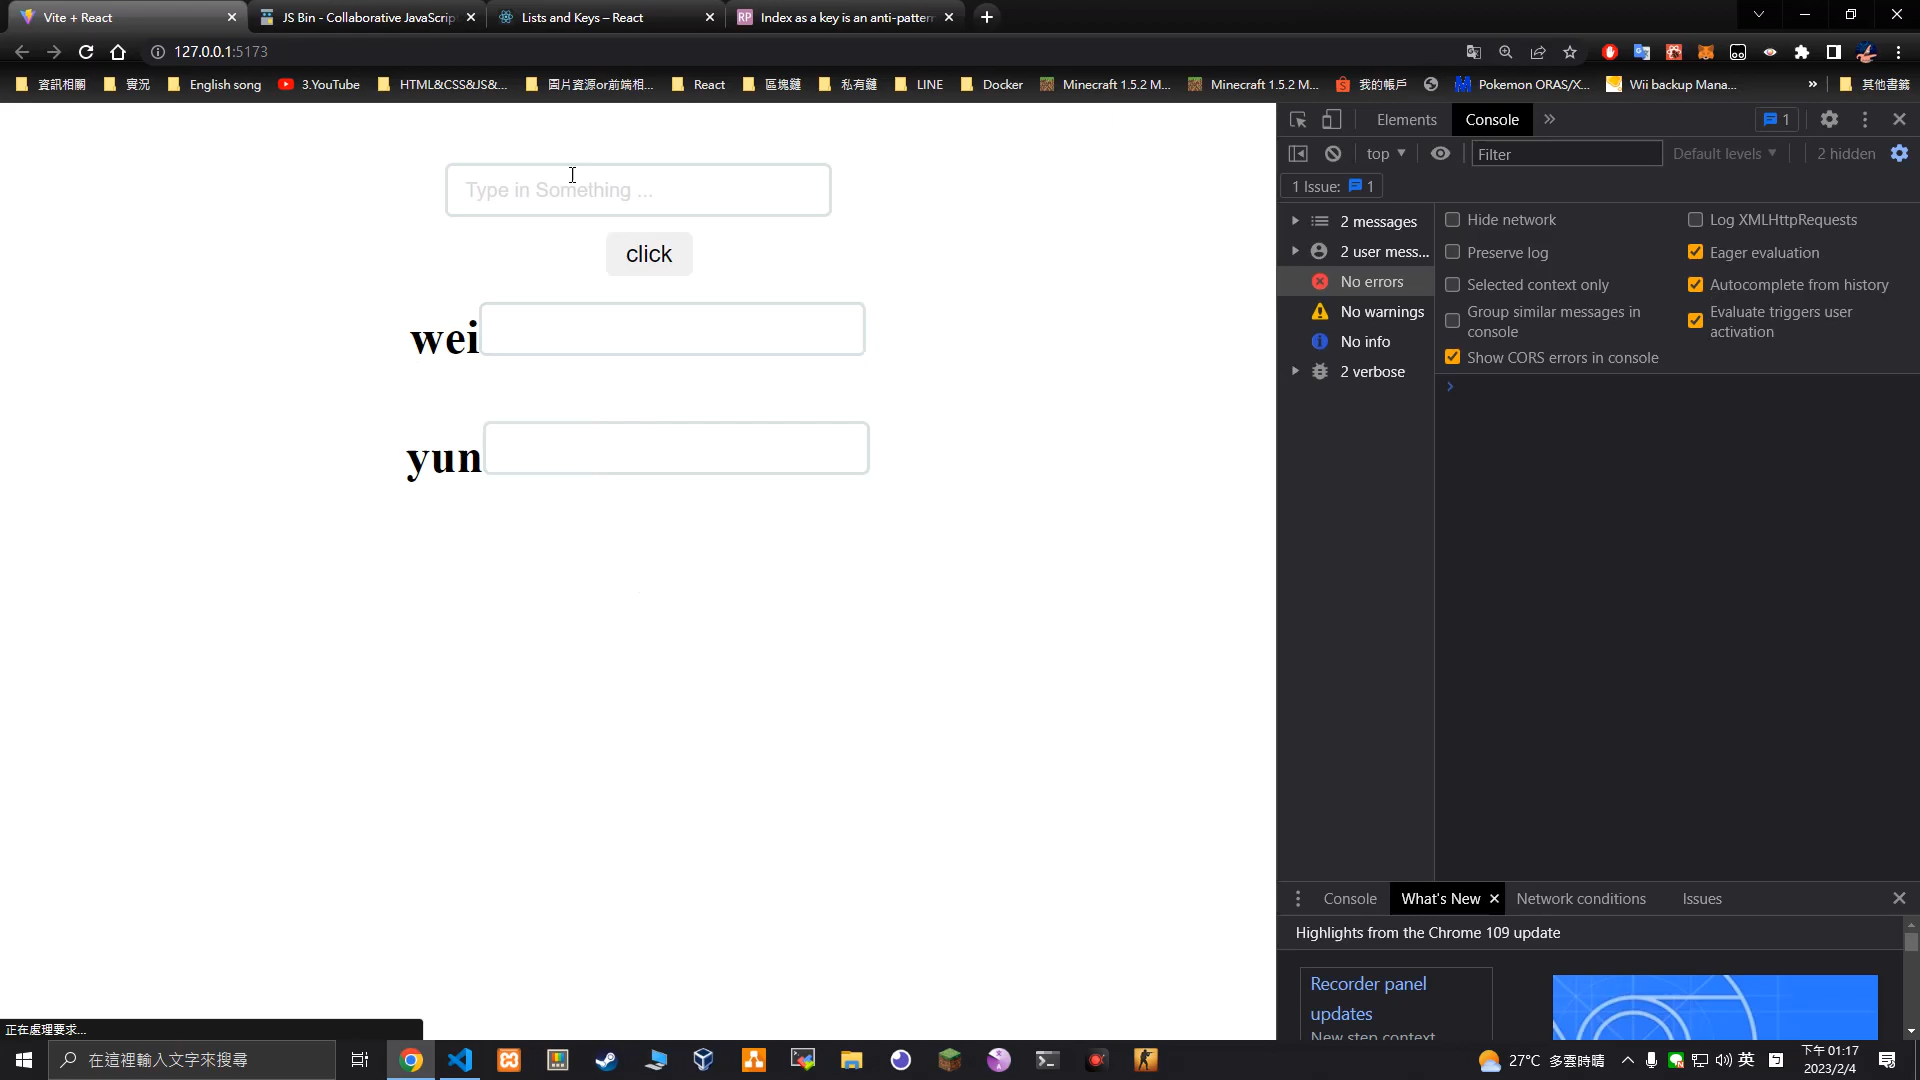 Vite + React
JS Bin - Collaborative JavaScrip
Lists and Keys – React
RP
Index as a key is an anti-pattern
127.0.0.1:5173
資訊相關
實況
English song
3.YouTube
HTML&CSS&JS&...
圖片資源or前端相...
React
區塊鏈
私有鏈
LINE
Docker
Minecraft 1.5.2 M...
Minecraft 1.5.2 M...
我的帳戶
Pokemon ORAS/X...
Wii backup Mana...
»
其他書籤
Type in Something ...
click
wei
yun
Elements
Console
»
1
top
Filter
Default levels
2 hidden
1 Issue:
1
2 messages
2 user mess...
No errors
No warnings
No info
2 verbose
Hide network
Log XMLHttpRequests
Preserve log
Eager evaluation
Selected context only
Autocomplete from history
Group similar messages in
console
Evaluate triggers user
activation
Show CORS errors in console
Console
What's New
Network conditions
Issues
Highlights from the Chrome 109 update
Recorder panel
updates
New step context
正在處理要求...
在這裡輸入文字來搜尋
27°C 多雲時晴
英
下午 01:17
2023/2/4